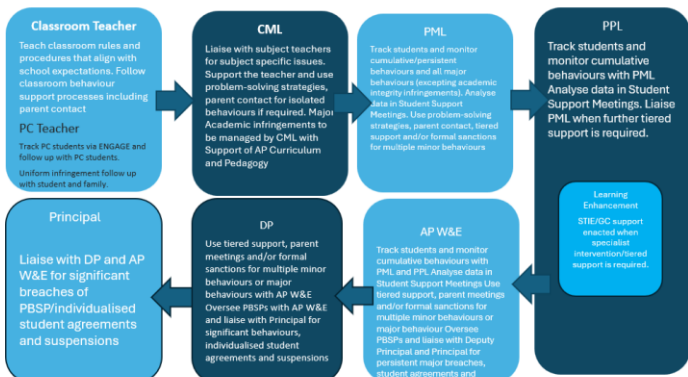 Classroom Teacher
Teach classroom rules and
procedures that align with
school expectations. Follow
classroom behaviour
support processes including
parent contact
PC Teacher
Track PC students via ENGAGE and
follow up with PC students.
Uniform infringement follow up
with student and family.
CML
Liaise with subject teachers
for subject specific issues.
Support the teacher and use
problem-solving strategies,
parent contact for isolated
behaviours if required. Major
Academic infringements to
be managed by CML with
Support of AP Curriculum
and Pedagogy
PML
Track students and monitor
cumulative/persistent
behaviours and all major
behaviours (excepting academic
integrity infringements). Analyse
data in Student Support
Meetings. Use problem-solving
strategies, parent contact, tiered
support and/or formal sanctions
for multiple minor behaviours
PPL
Track students and
monitor cumulative
behaviours with PML
Analyse data in Student
Support Meetings. Liaise
PML when further tiered
support is required.
Learning
Enhancement
STIE/GC support
enacted when
specialist
intervention/tiered
support is required.
AP W&E
Track students and monitor
cumulative behaviours with
PML and PPL Analyse data in
Student Support Meetings Use
tiered support, parent meetings
and/or formal sanctions for
multiple minor behaviours or
major behaviour Oversee
PBSPs and liaise with Deputy
Principal and Principal for
persistent major breaches,
student agreements and
DP
Use tiered support, parent
meetings and/or formal
sanctions for multiple minor
behaviours or major
behaviours with AP W&E
Oversee PBSPs with AP W&E
and liaise with Principal for
significant behaviours,
individualised student
agreements and suspensions
Principal
Liaise with DP and AP
W&E for significant
breaches of
PBSP/individualised
student agreements
and suspensions